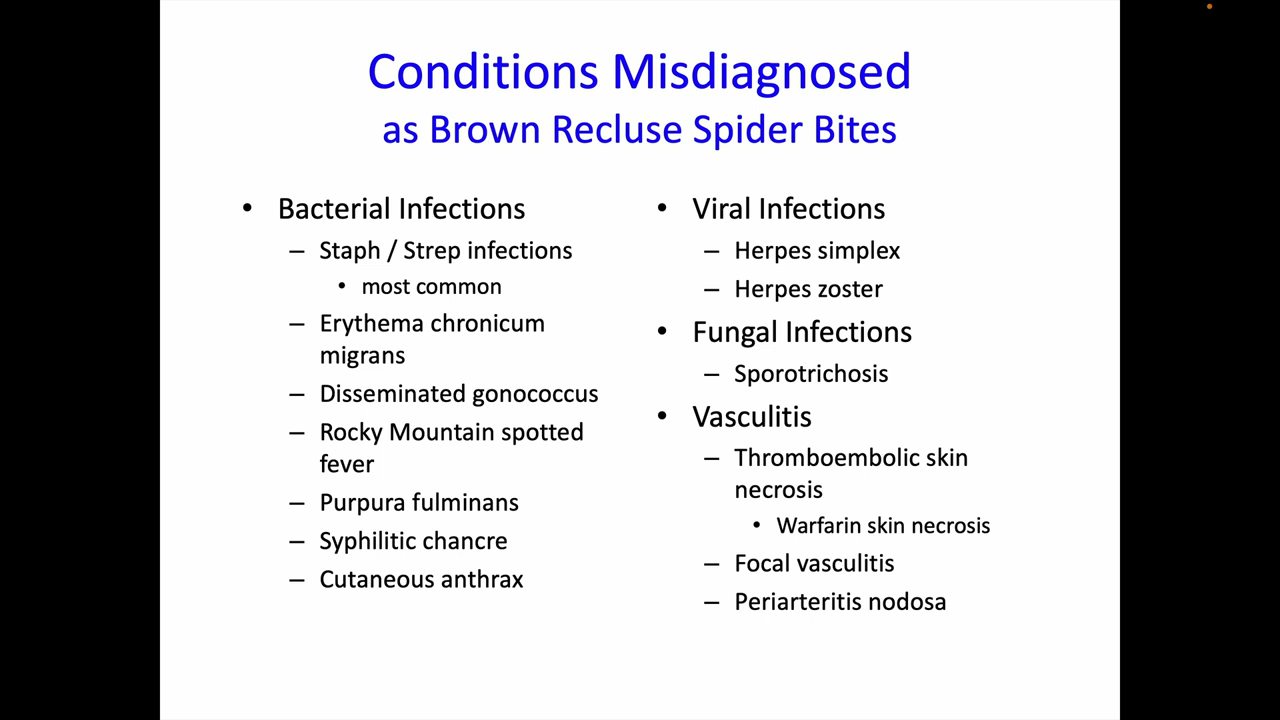 Conditions Misdiagnosed
as Brown Recluse Spider Bites
• Bacterial Infections
– Staph / Strep infections
• most common
– Erythema chronicum
migrans
– Disseminated gonococcus
– Rocky Mountain spotted
fever
– Purpura fulminans
– Syphilitic chancre
– Cutaneous anthrax
• Viral Infections
– Herpes simplex
– Herpes zoster
• Fungal Infections
– Sporotrichosis
• Vasculitis
– Thromboembolic skin
necrosis
• Warfarin skin necrosis
– Focal vasculitis
– Periarteritis nodosa